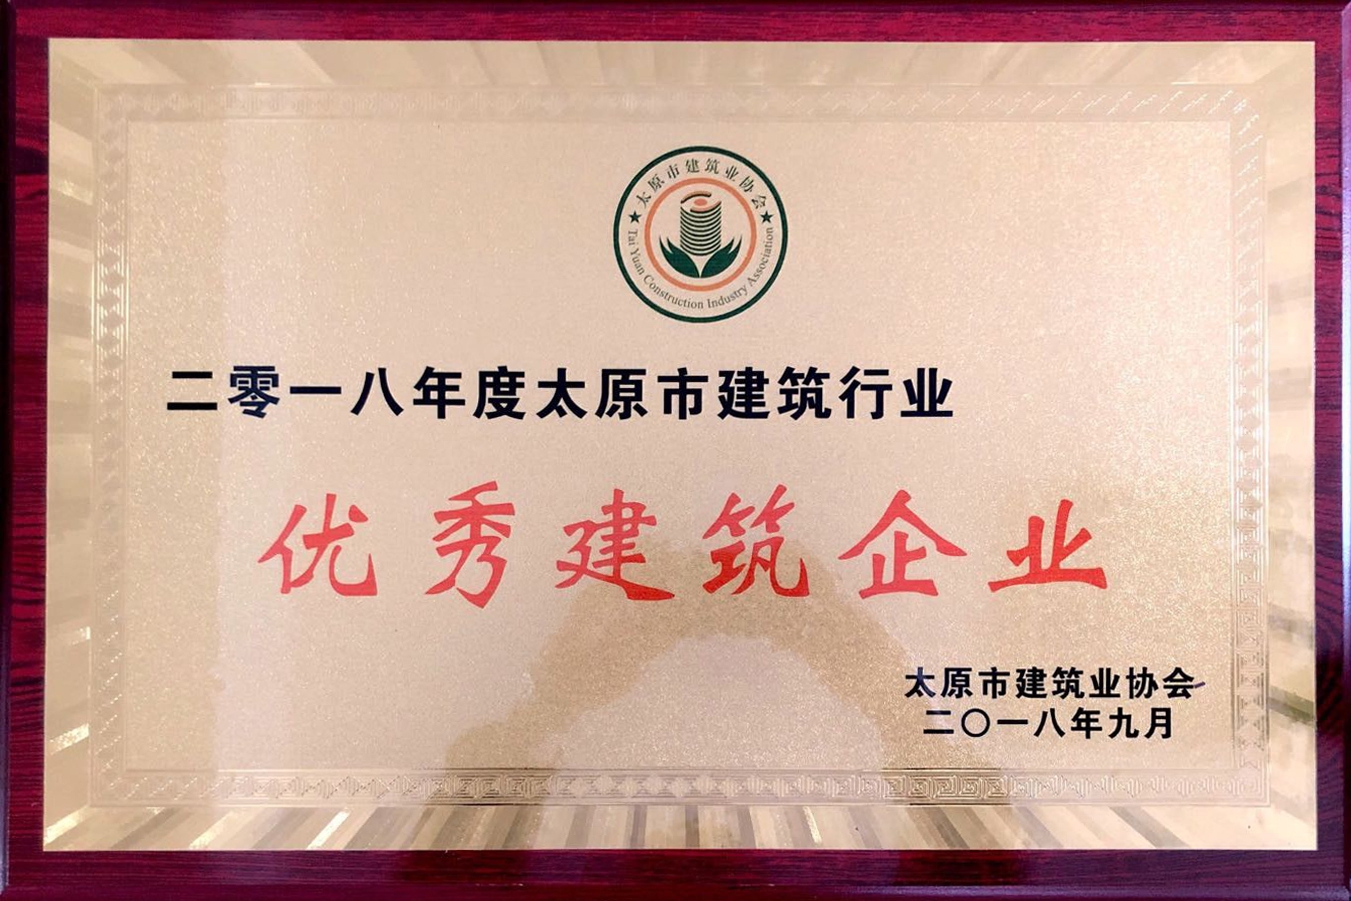 太原市建筑业协会
Tai Yuan Construction Industry Association
二零一八年度太原市建筑行业
优秀建筑企业
太原市建筑业协会
二〇一八年九月